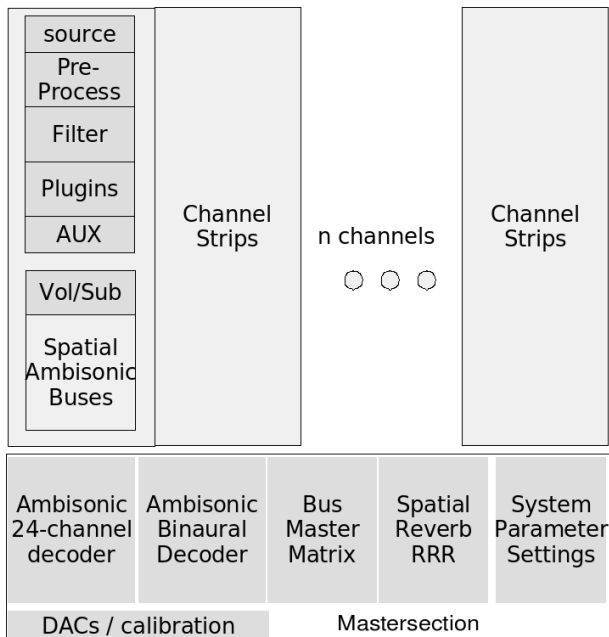 source
Pre-
Process
Filter
Plugins
AUX
Vol/Sub
Spatial
Ambisonic
Buses
Channel
Strips
n channels
Channel
Strips
Ambisonic
24-channel
decoder
Ambisonic
Binaural
Decoder
Bus
Master
Matrix
Spatial
Reverb
RRR
System
Parameter
Settings
DACs / calibration
Mastersection